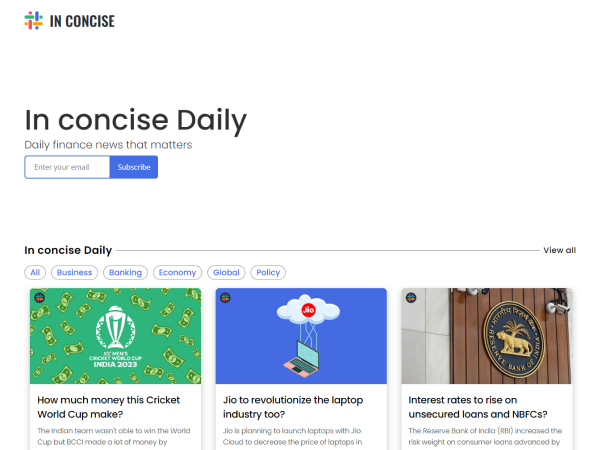 IN CONCISE
In concise Daily
Daily finance news that matters
Enter your email
Subscribe
In concise Daily
View all
All
Business
Banking
Economy
Global
Policy
ICC MEN'S
CRICKET WORLD CUP
INDIA 2023
Jio
भारतीय रिज़र्व बैंक
RESERVE BANK OF INDIA
How much money this Cricket
World Cup make?
The Indian team wasn't able to win the World
Cup but BCCI made a lot of money by
Jio to revolutionize the laptop
industry too?
Jio is planning to launch laptops with Jio
Cloud to decrease the price of laptops in
Interest rates to rise on
unsecured loans and NBFCs?
The Reserve Bank of India (RBI) increased the
risk weight on consumer loans advanced by